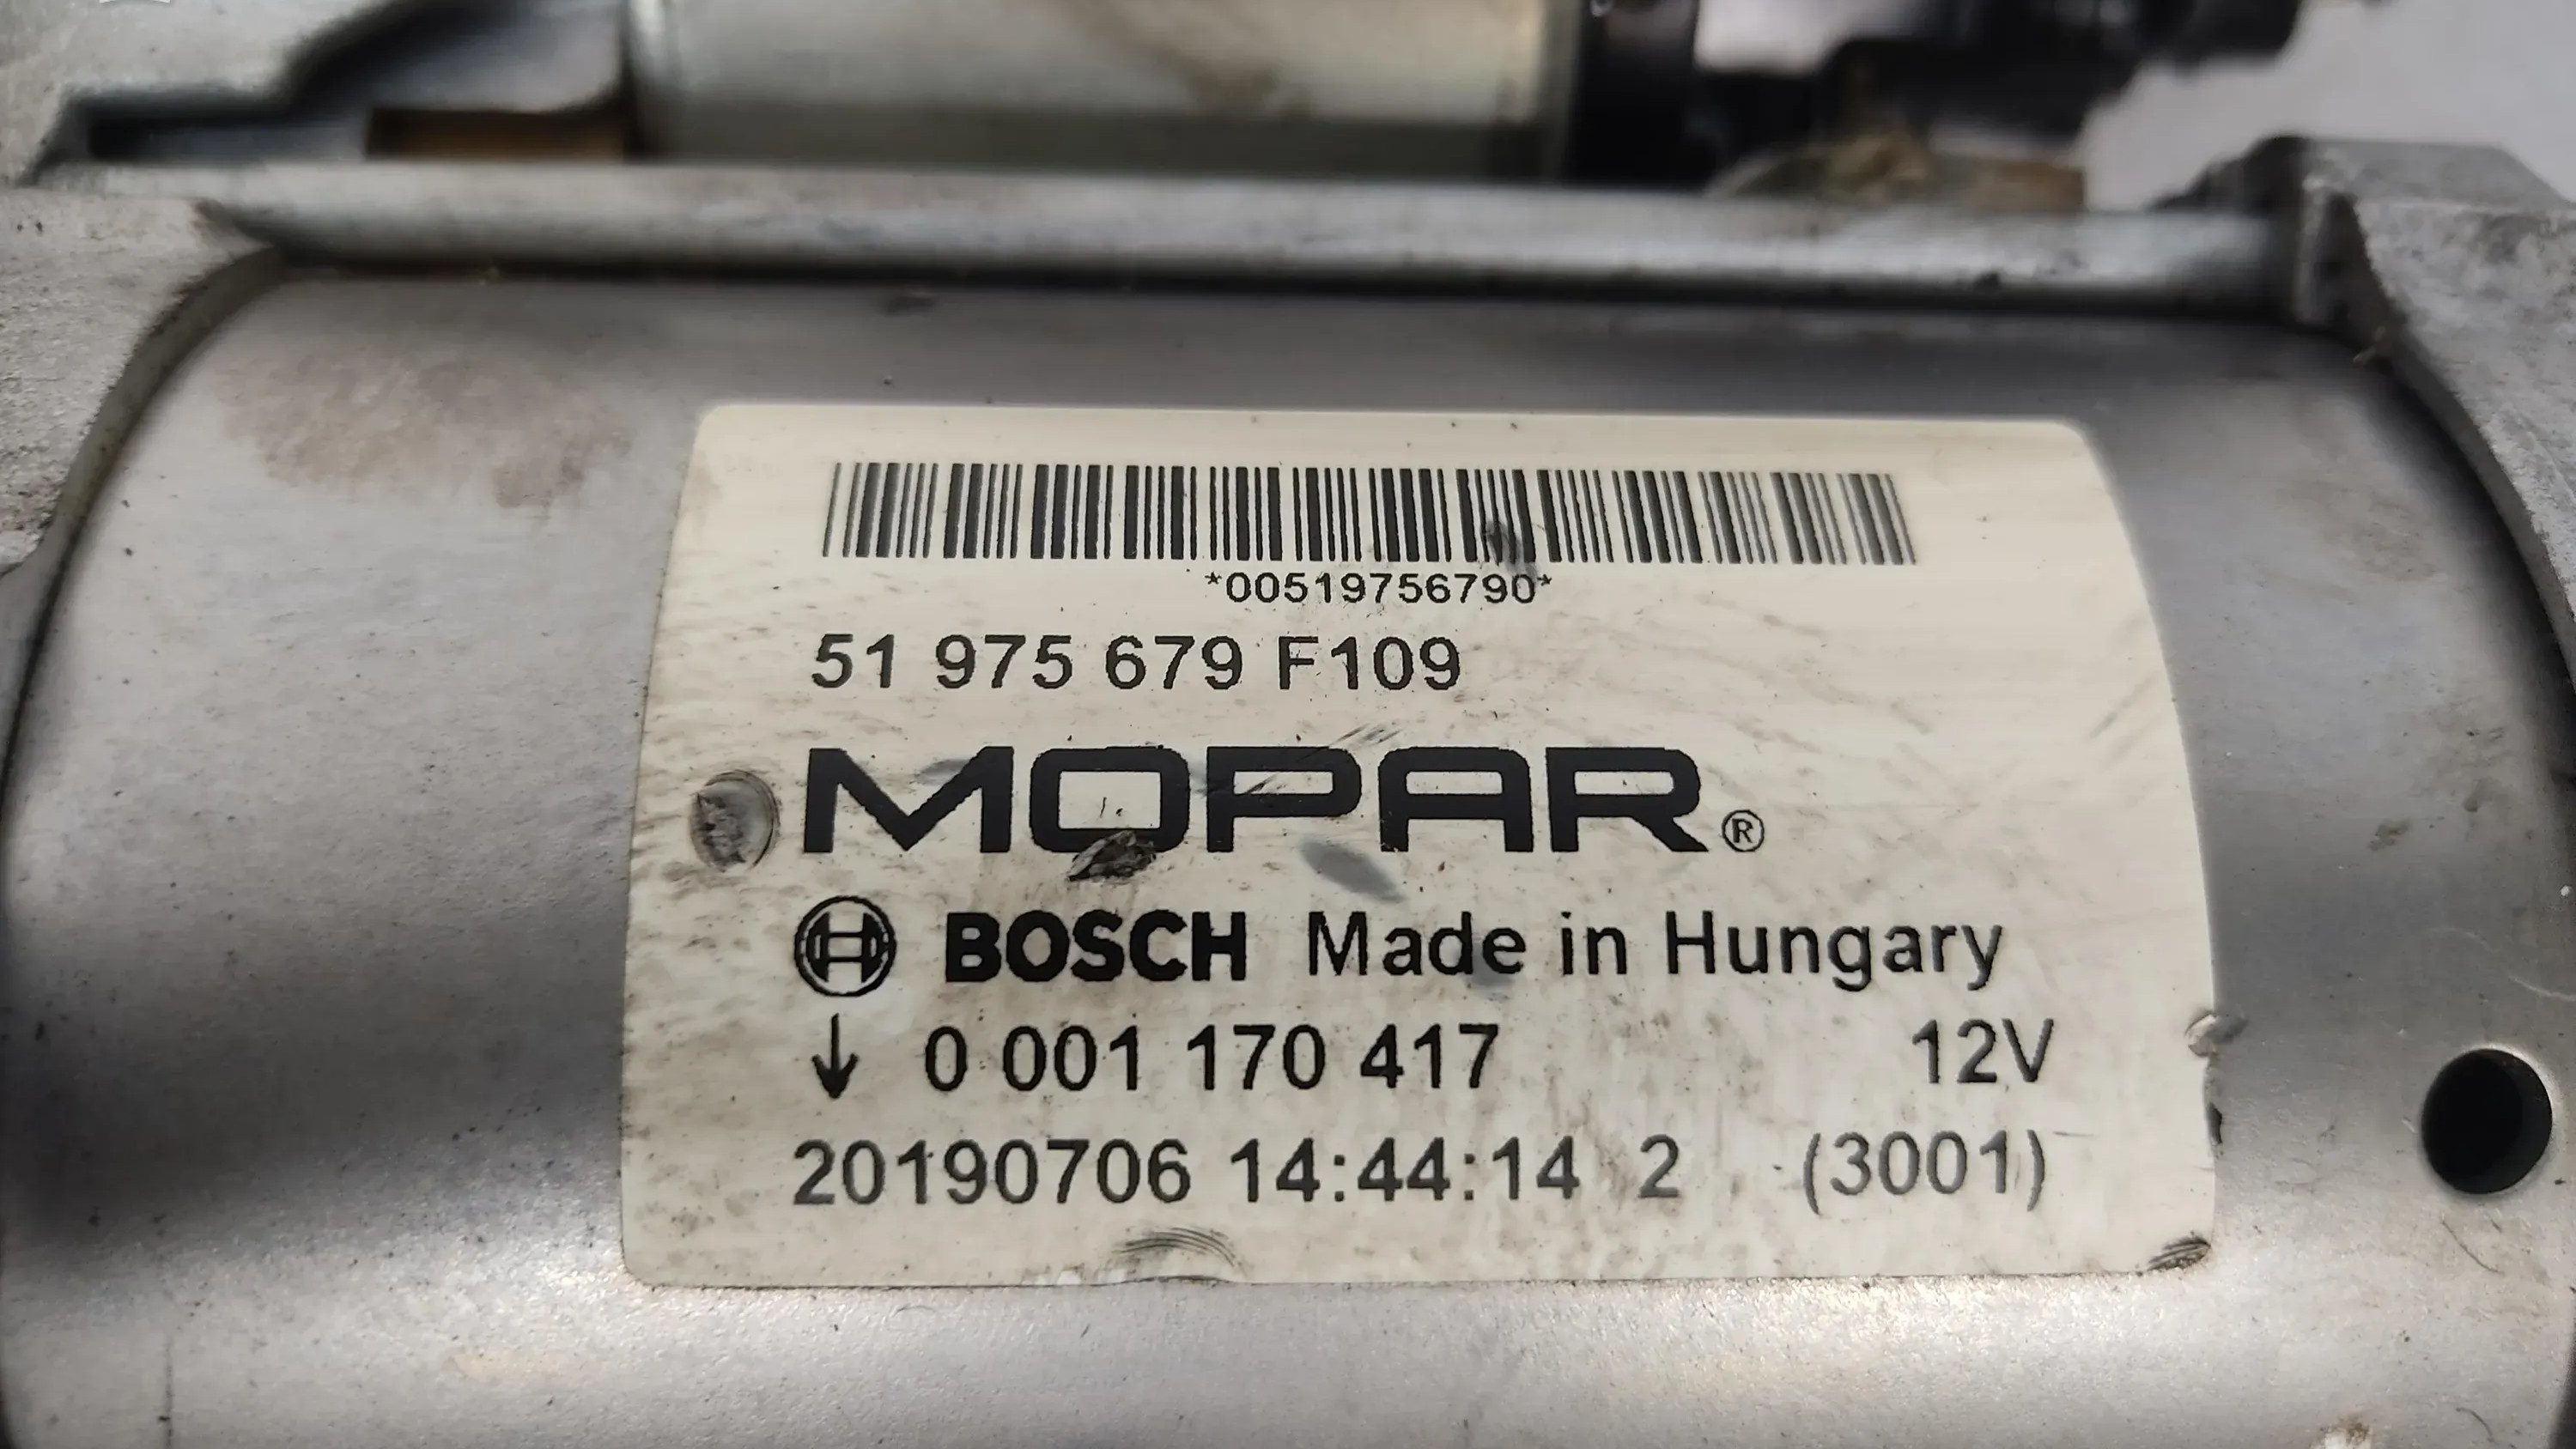 *00519756790*
51 975 679 F109
MOPAR®
BOSCH Made in Hungary
↓ 0 001 170 417 12V
20190706 14:44:14 2 (3001)